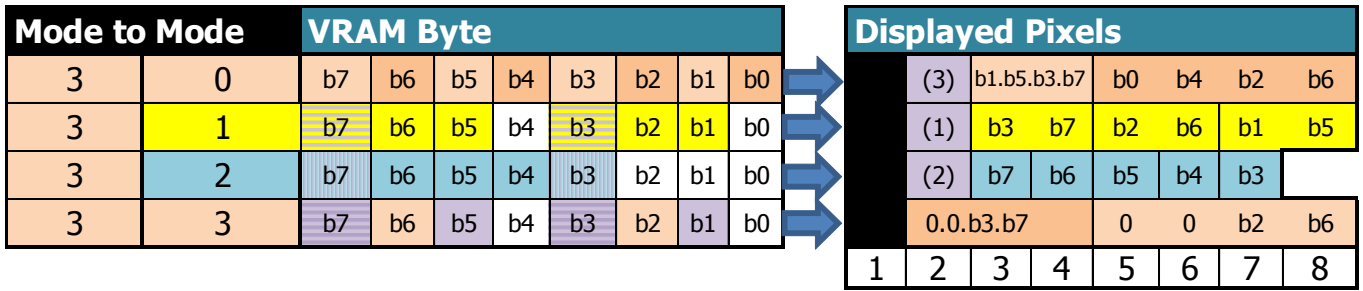 Mode to Mode VRAM Byte Displayed Pixels
3 0 b7 b6 b5 b4 b3 b2 b1 b0 (3) b1.b5.b3.b7 b0 b4 b2 b6
3 1 b7 b6 b5 b4 b3 b2 b1 b0 (1) b3 b7 b2 b6 b1 b5
3 2 b7 b6 b5 b4 b3 b2 b1 b0 (2) b7 b6 b5 b4 b3
3 3 b7 b6 b5 b4 b3 b2 b1 b0 0.0.b3.b7 0 0 b2 b6
1 2 3 4 5 6 7 8